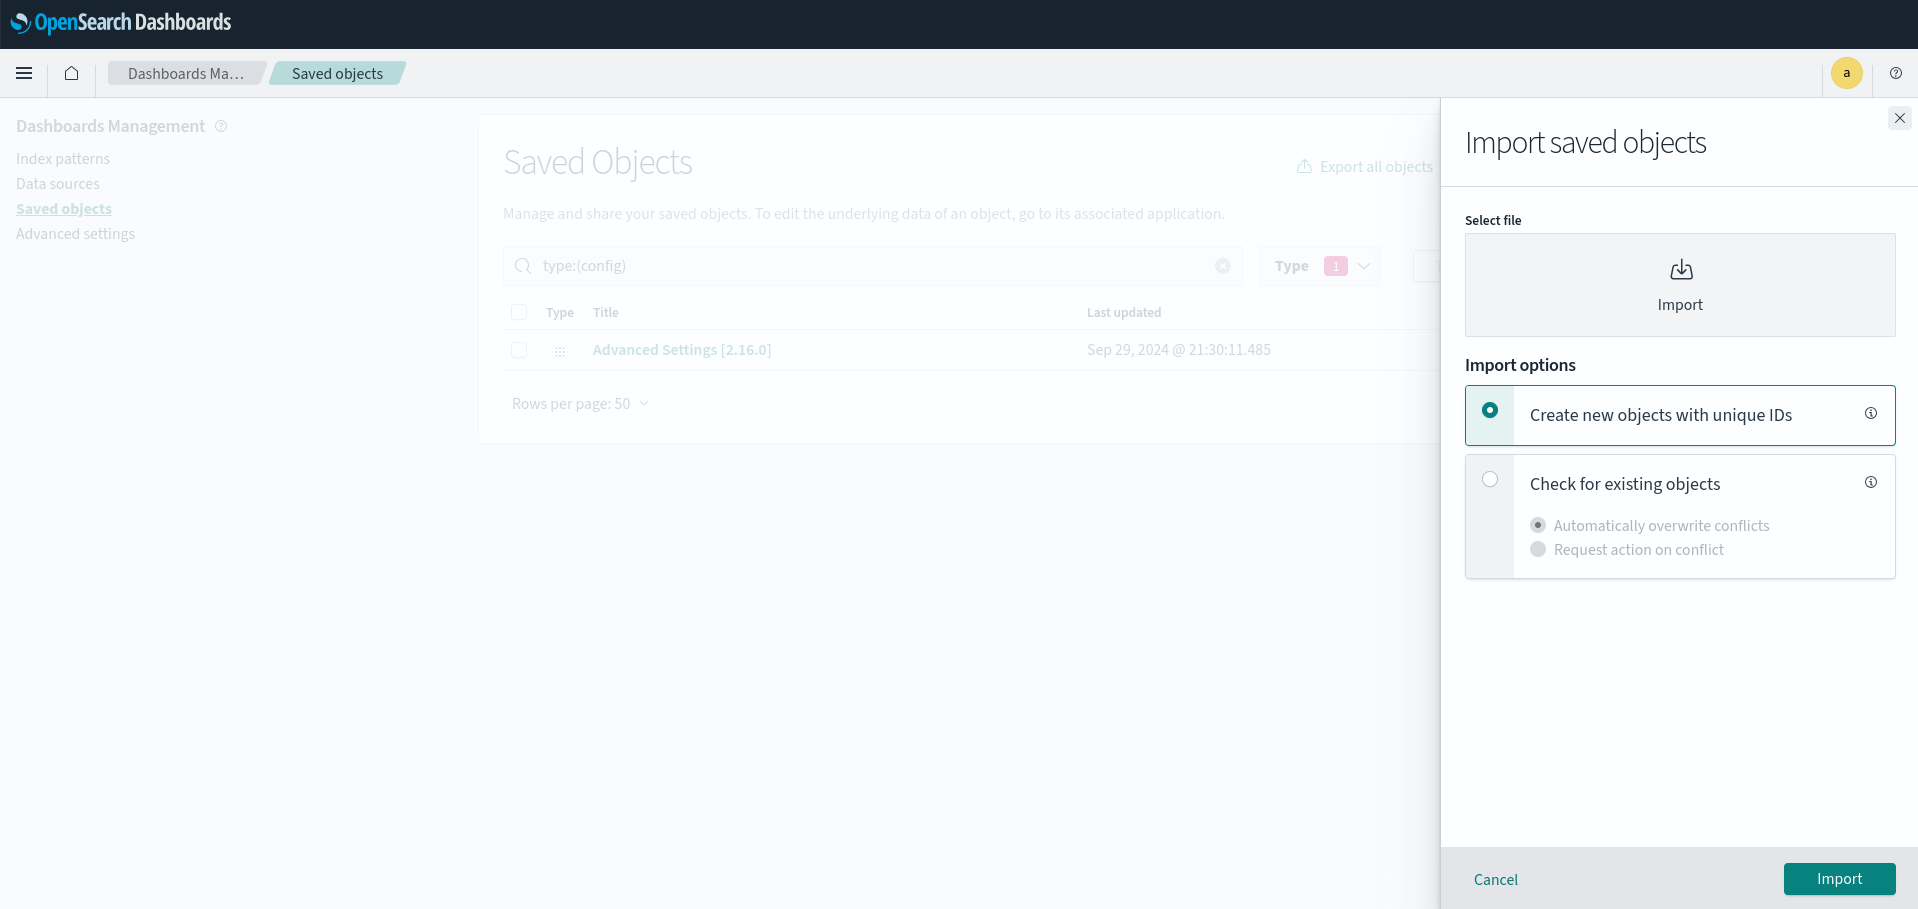 OpenSearch Dashboards
Dashboards Ma…
Saved objects
a
Dashboards Management
Index patterns
Data sources
Saved objects
Advanced settings
Saved Objects
Export all objects
Manage and share your saved objects. To edit the underlying data of an object, go to its associated application.
type:(config)
Type 1
Type Title Last updated
Advanced Settings [2.16.0] Sep 29, 2024 @ 21:30:11.485
Rows per page: 50
Import saved objects
Select file
Import
Import options
Create new objects with unique IDs
Check for existing objects
Automatically overwrite conflicts
Request action on conflict
Cancel
Import